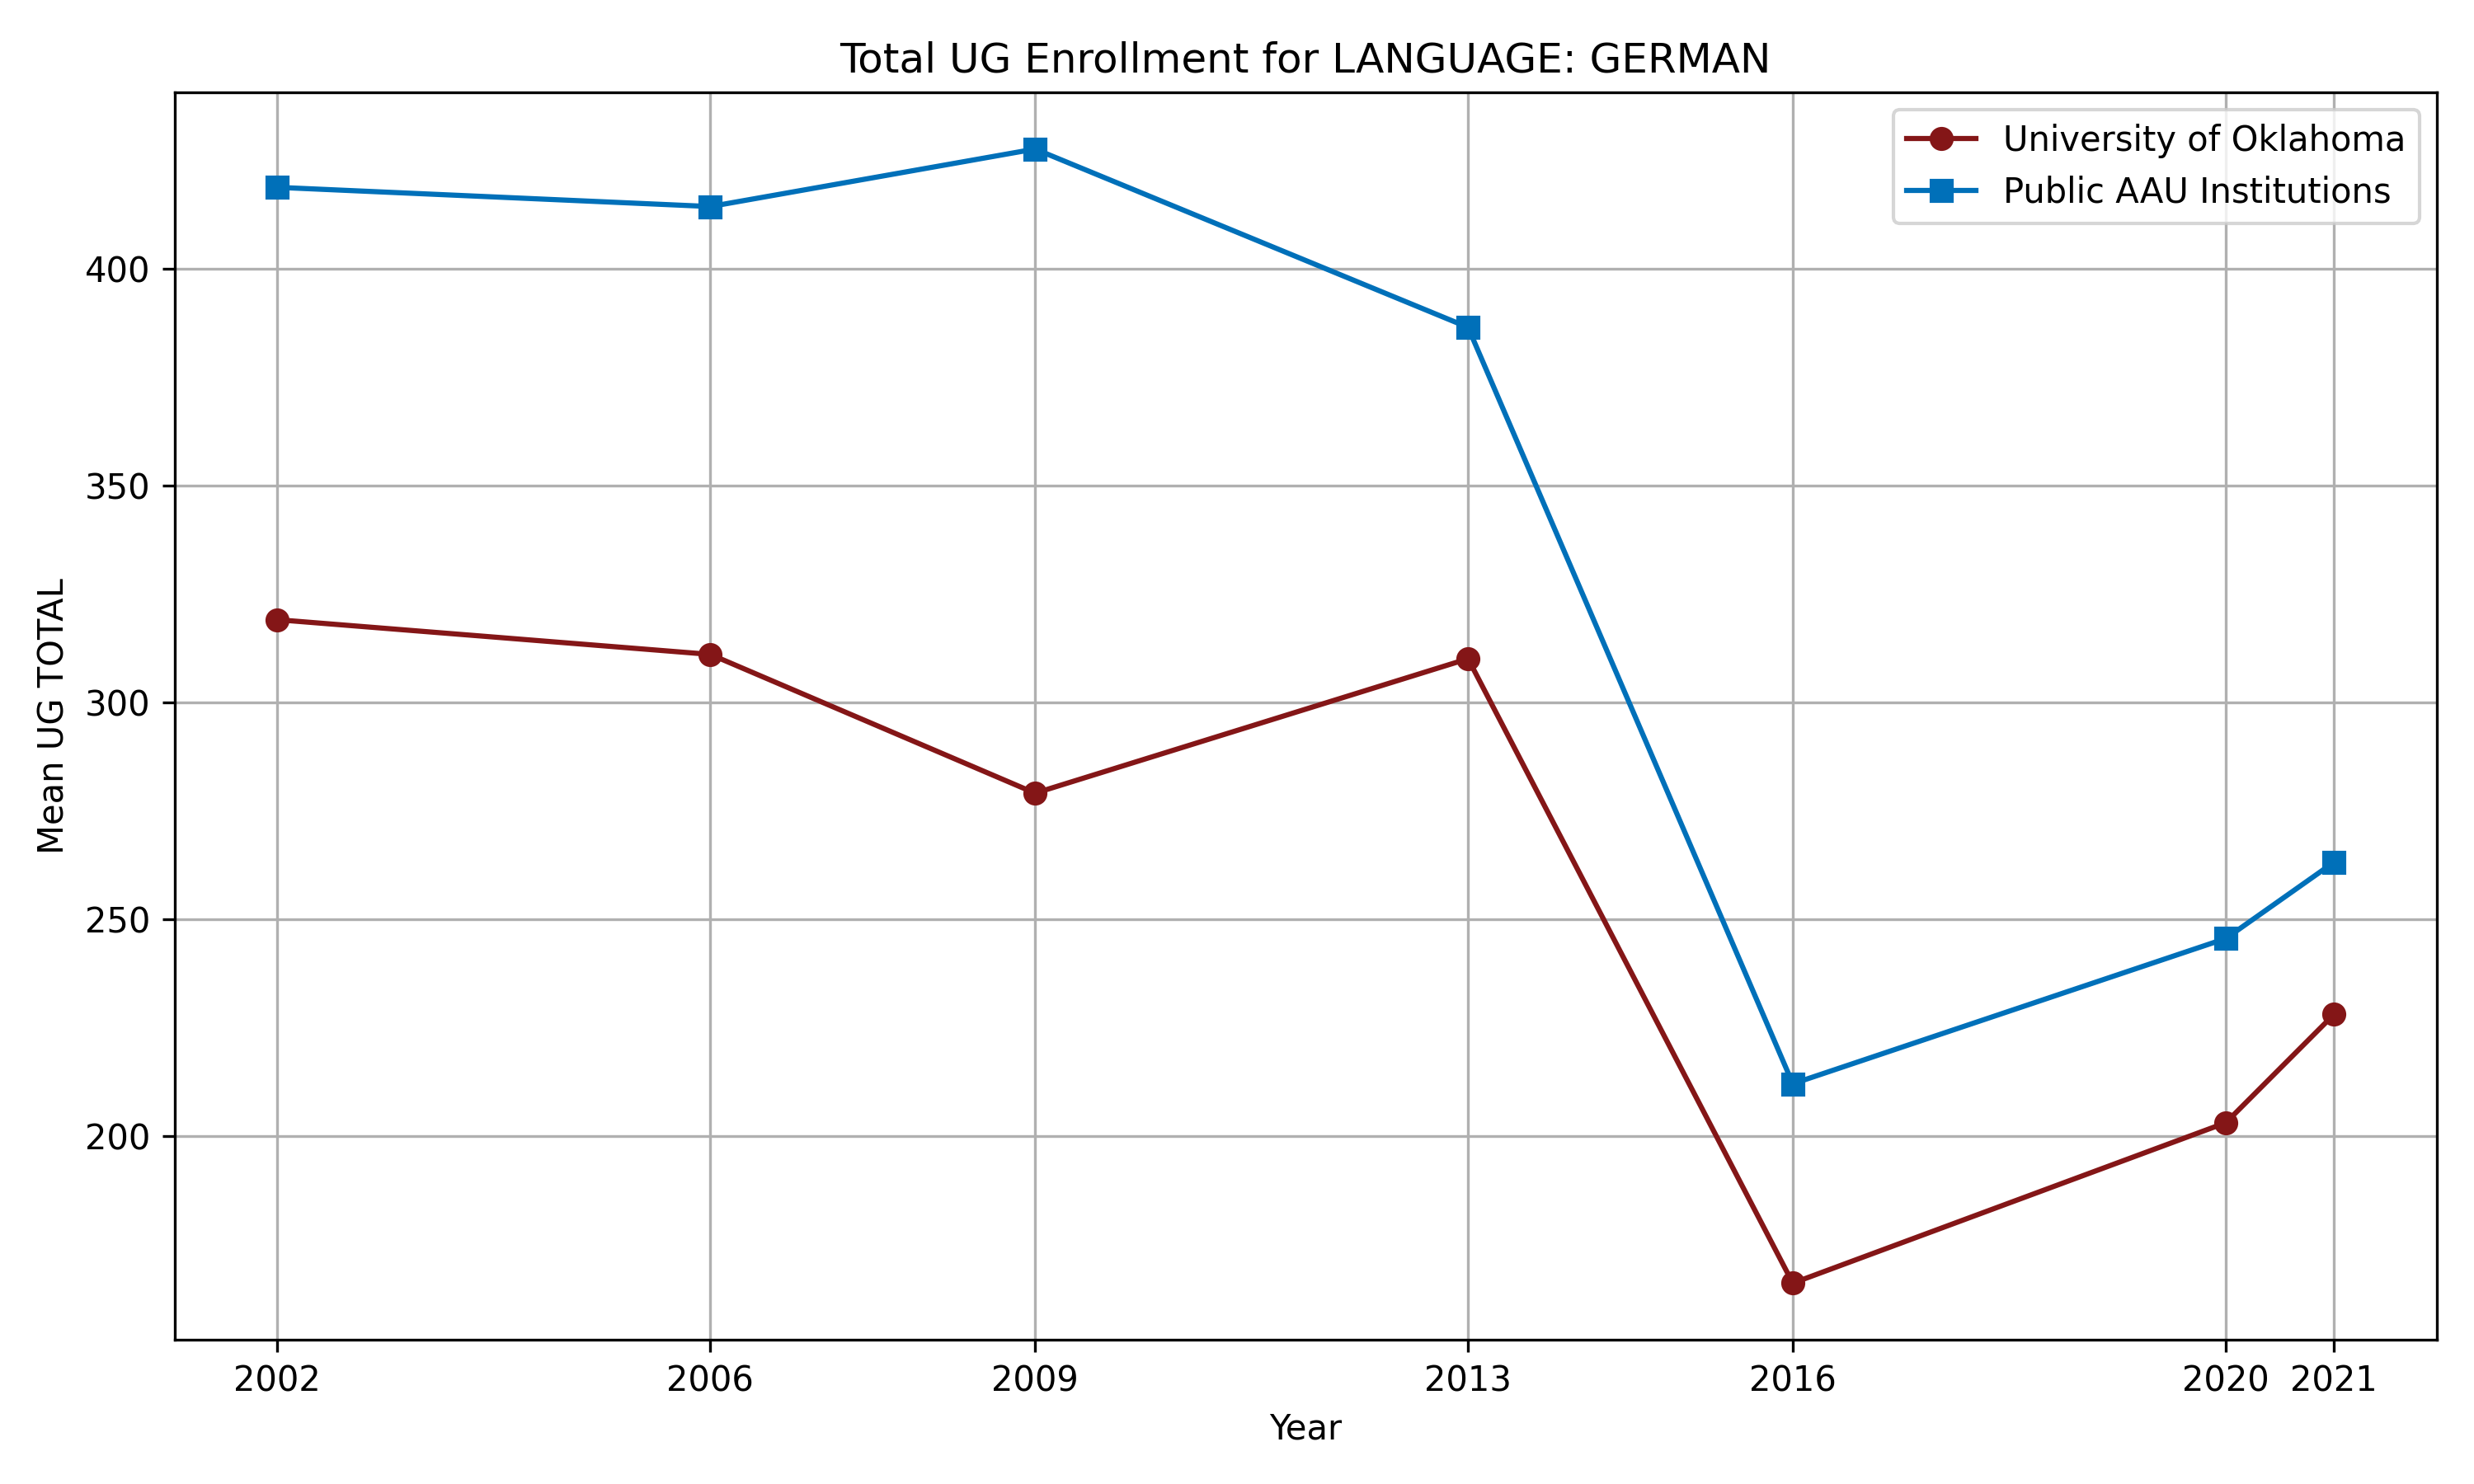 Total UG Enrollment for LANGUAGE: GERMAN
University of Oklahoma
Public AAU Institutions
Mean UG TOTAL
400
350
300
250
200
2002 2006 2009 2013 2016 2020 2021
Year